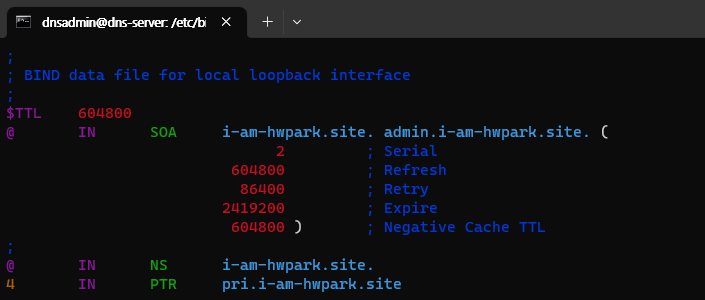 dnsadmin@dns-server: /etc/bi
;
; BIND data file for local loopback interface
;
$TTL 604800
@ IN SOA i-am-hwpark.site. admin.i-am-hwpark.site. (
2 ; Serial
604800 ; Refresh
86400 ; Retry
2419200 ; Expire
604800 ) ; Negative Cache TTL
;
@ IN NS i-am-hwpark.site.
4 IN PTR pri.i-am-hwpark.site